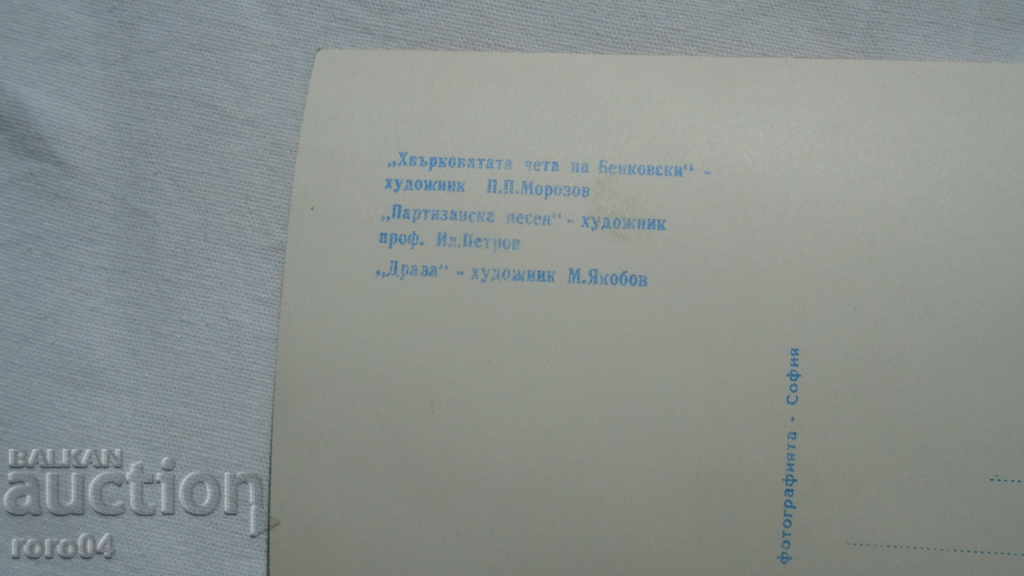 „Хвърковатата чета на Бенковски“ -
художник П.П.Морозов
„Партизанска песен“ - художник
проф. Ил.Петров
„Драва“ - художник М.Якобов
фотографията - София
BALKAN
auction
roro04